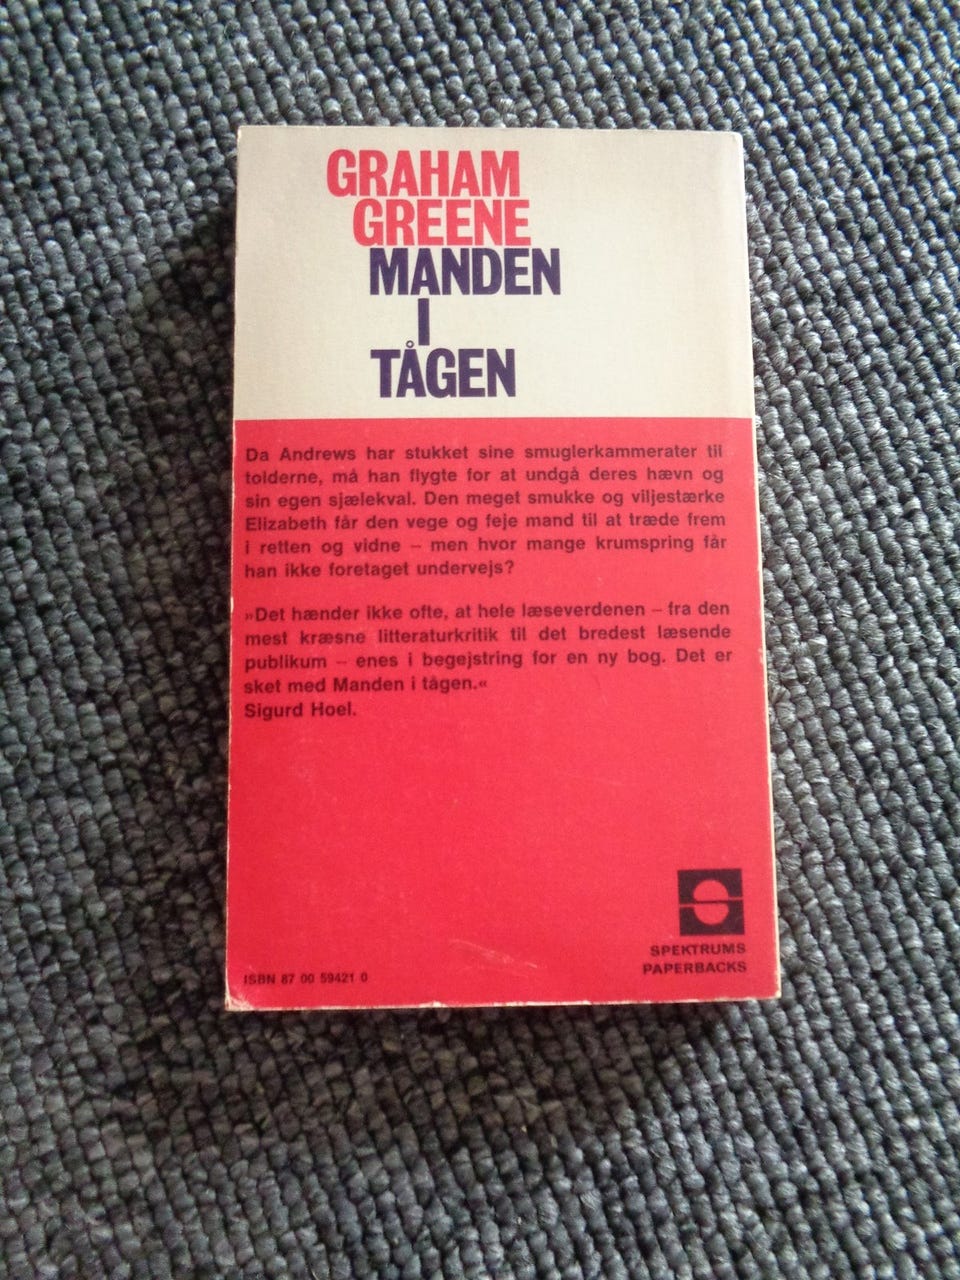 GRAHAM
GREENE
MANDEN
I
TÅGEN
Da Andrews har stukket sine smuglerkammerater til
tolderne, må han flygte for at undgå deres hævn og
sin egen sjælekval. Den meget smukke og viljestærke
Elizabeth får den vege og feje mand til at træde frem
i retten og vidne – men hvor mange krumspring får
han ikke foretaget undervejs?
»Det hænder ikke ofte, at hele læseverdenen – fra den
mest kræsne litteraturkritik til det bredest læsende
publikum – enes i begejstring for en ny bog. Det er
sket med Manden i tågen.«
Sigurd Hoel.
SPEKTRUMS
PAPERBACKS
ISBN 87 00 59421 0